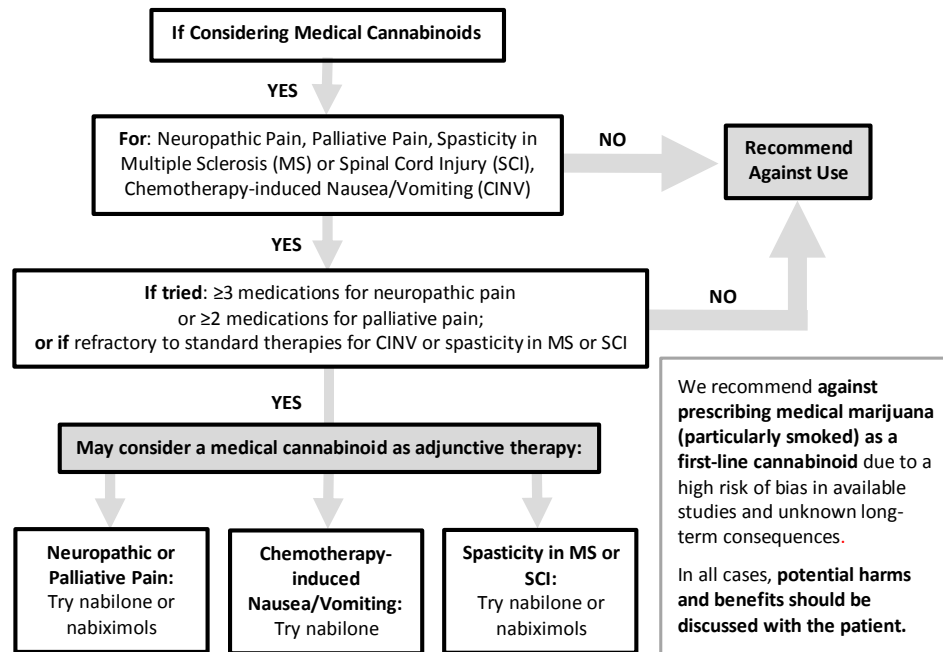 If Considering Medical Cannabinoids
YES
For: Neuropathic Pain, Palliative Pain, Spasticity in
Multiple Sclerosis (MS) or Spinal Cord Injury (SCI),
Chemotherapy-induced Nausea/Vomiting (CINV)
NO
Recommend
Against Use
YES
If tried: ≥3 medications for neuropathic pain
or ≥2 medications for palliative pain;
or if refractory to standard therapies for CINV or spasticity in MS or SCI
NO
YES
May consider a medical cannabinoid as adjunctive therapy:
Neuropathic or
Palliative Pain:
Try nabilone or
nabiximols
Chemotherapy-
induced
Nausea/Vomiting:
Try nabilone
Spasticity in MS or
SCI:
Try nabilone or
nabiximols
We recommend against
prescribing medical marijuana
(particularly smoked) as a
first-line cannabinoid due to a
high risk of bias in available
studies and unknown long-
term consequences.
In all cases, potential harms
and benefits should be
discussed with the patient.